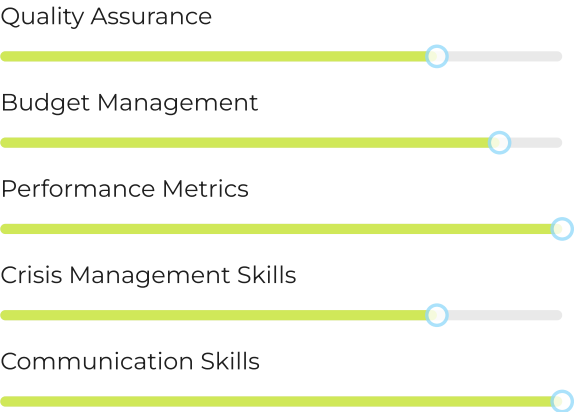 Quality Assurance
Budget Management
Performance Metrics
Crisis Management Skills
Communication Skills